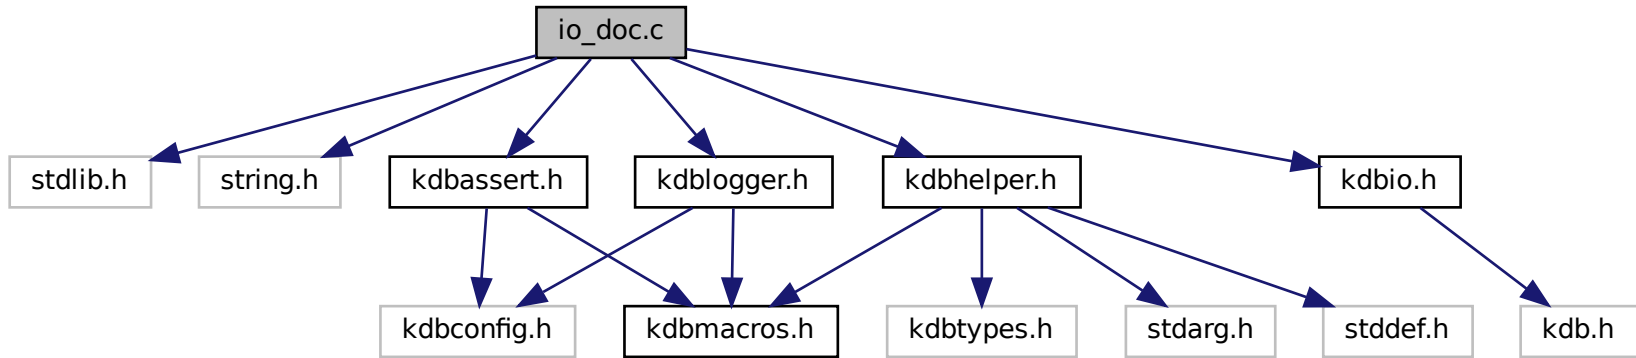 io_doc.c
stdlib.h
string.h
kdbassert.h
kdblogger.h
kdbhelper.h
kdbio.h
kdbconfig.h
kdbmacros.h
kdbtypes.h
stdarg.h
stddef.h
kdb.h